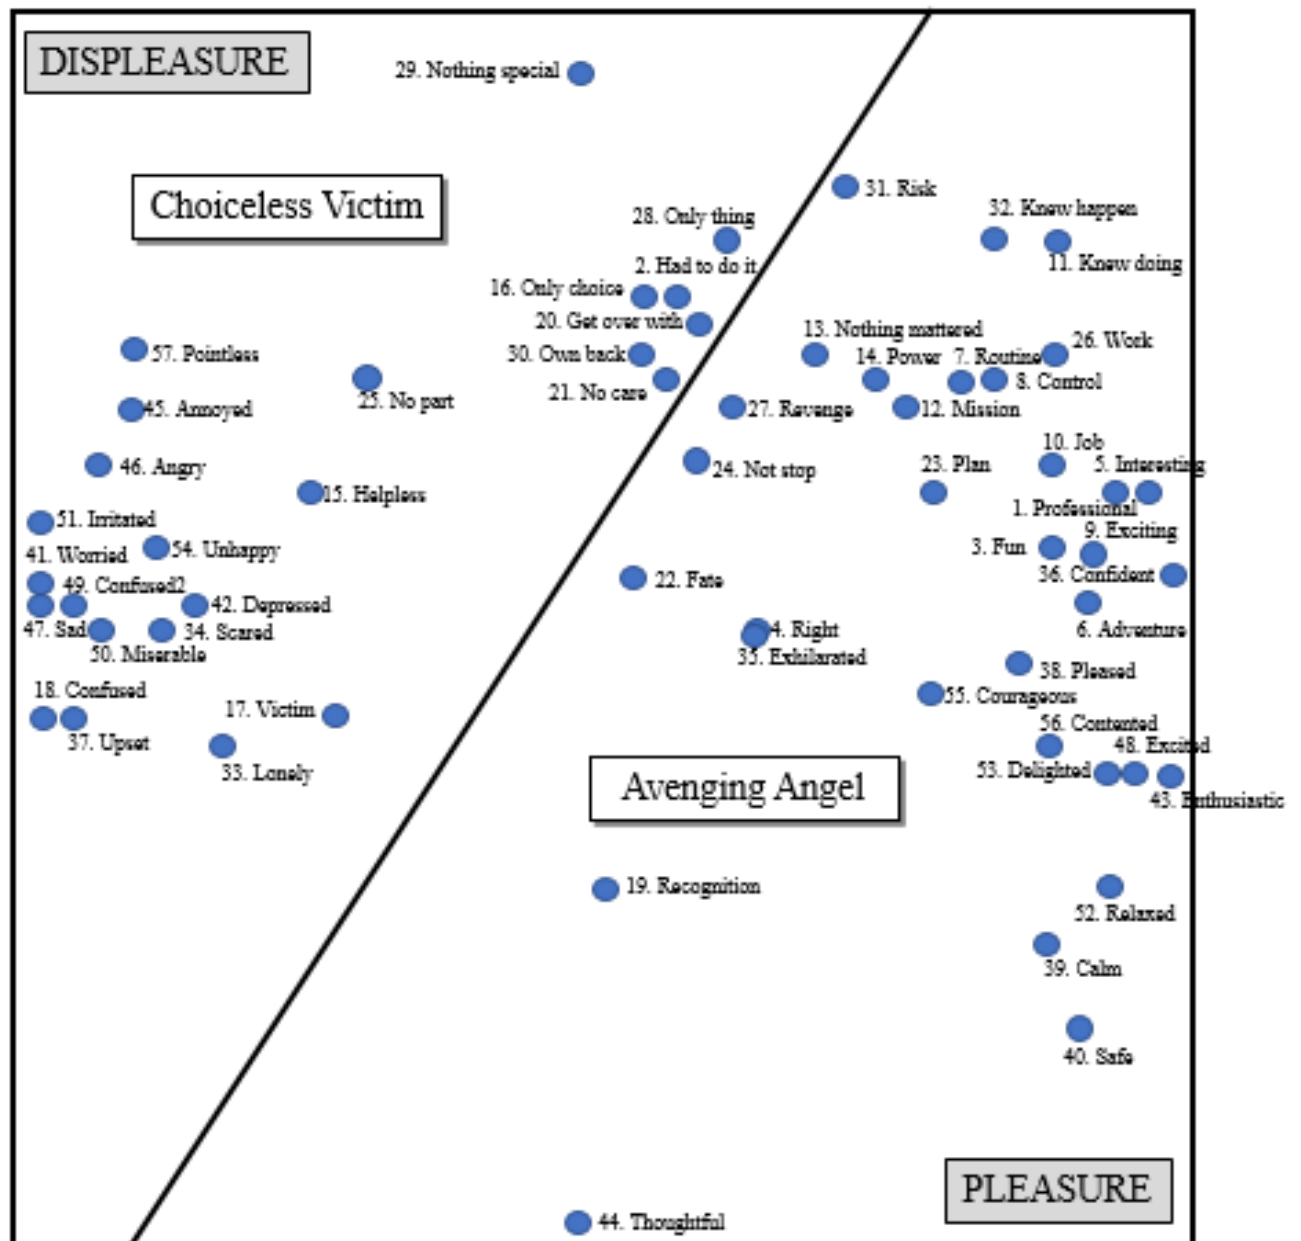 DISPLEASURE
29. Nothing special
Choiceless Victim
31. Risk
32. Knew happen
28. Only thing
11. Knew doing
2. Had to do it
16. Only choice
20. Get over with
13. Nothing mattered
26. Work
57. Pointless
30. Own back
14. Power
7. Routine
8. Control
21. No care
25. No part
45. Annoyed
27. Revenge
12. Mission
10. Job
46. Angry
24. Not stop
23. Plan
5. Interesting
15. Helpless
1. Professional
51. Irritated
9. Exciting
41. Worried
54. Unhappy
3. Fun
36. Confident
49. Confused2
22. Fate
42. Depressed
47. Sad
34. Scared
4. Right
6. Adventure
50. Miserable
35. Exhilarated
38. Pleased
18. Confused
55. Courageous
17. Victim
56. Contented
37. Upset
48. Excited
33. Lonely
53. Delighted
Avenging Angel
43. Enthusiastic
19. Recognition
52. Relaxed
39. Calm
40. Safe
PLEASURE
44. Thoughtful